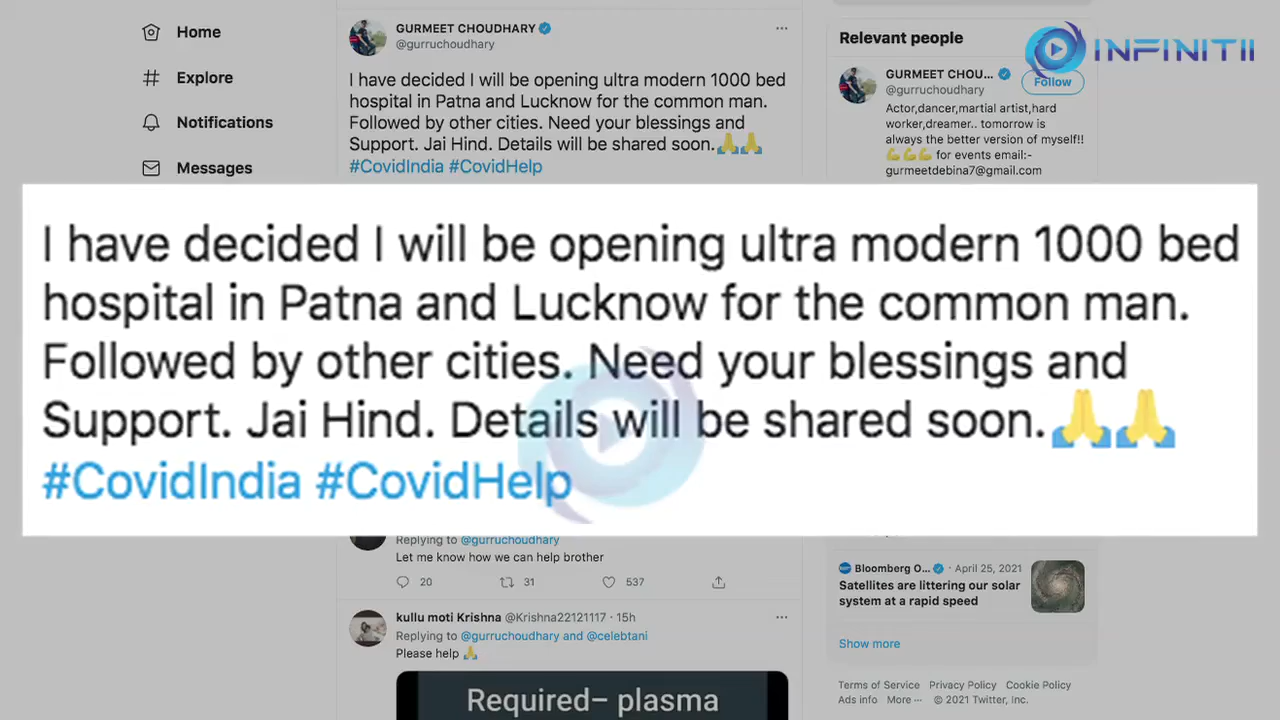 Home
Explore
Notifications
Messages
GURMEET CHOUDHARY
@gurruchoudhary
I have decided I will be opening ultra modern 1000 bed
hospital in Patna and Lucknow for the common man.
Followed by other cities. Need your blessings and
Support. Jai Hind. Details will be shared soon.🙏🙏
#CovidIndia #CovidHelp
Relevant people
INFINITII
GURMEET CHOU...
@gurruchoudhary
Follow
Actor,dancer,martial artist,hard
worker,dreamer.. tomorrow is
always the better version of myself!!
💪💪💪 for events email:-
gurmeetdebina7@gmail.com
I have decided I will be opening ultra modern 1000 bed
hospital in Patna and Lucknow for the common man.
Followed by other cities. Need your blessings and
Support. Jai Hind. Details will be shared soon.🙏🙏
#CovidIndia #CovidHelp
Replying to @gurruchoudhary
Let me know how we can help brother
20 31 537
kullu moti Krishna @Krishna22121117 · 15h
Replying to @gurruchoudhary and @celebtani
Please help 🙏
Required– plasma
Bloomberg O... · April 25, 2021
Satellites are littering our solar
system at a rapid speed
Show more
Terms of Service Privacy Policy Cookie Policy
Ads info More ··· © 2021 Twitter, Inc.